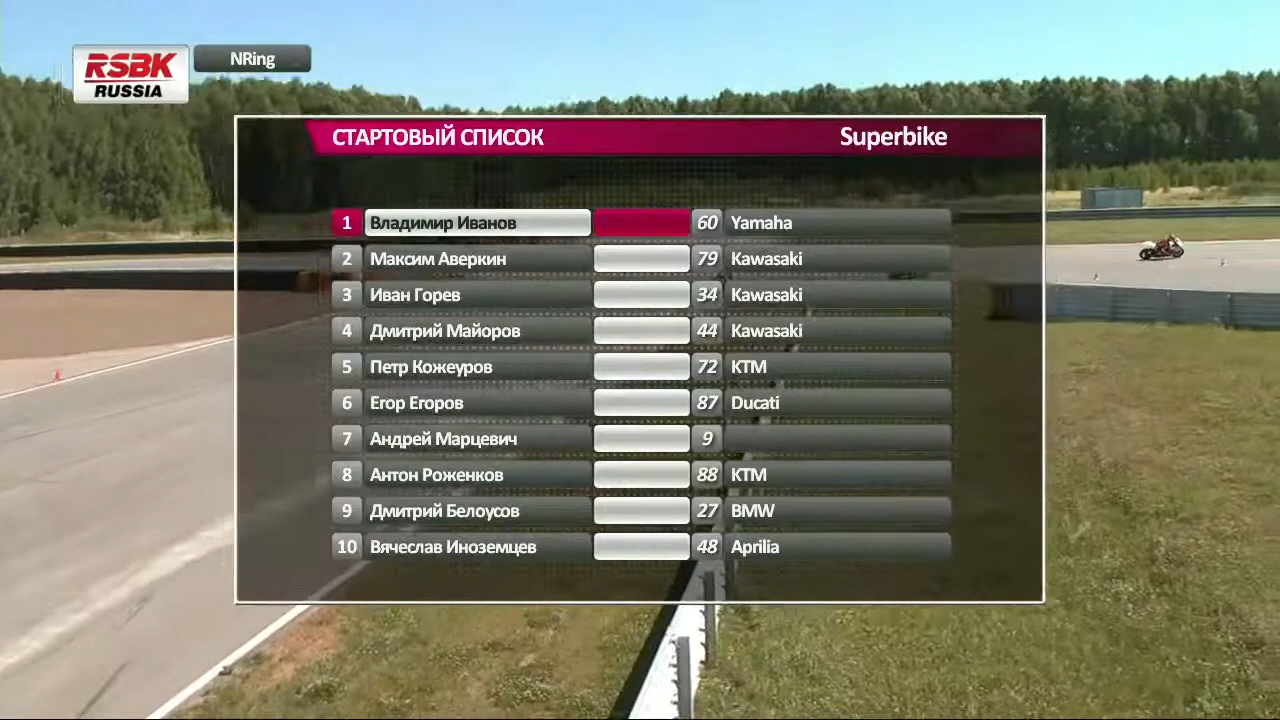 RSBK
RUSSIA
NRing
СТАРТОВЫЙ СПИСОК Superbike
1 Владимир Иванов 60 Yamaha
2 Максим Аверкин 79 Kawasaki
3 Иван Горев 34 Kawasaki
4 Дмитрий Майоров 44 Kawasaki
5 Петр Кожеуров 72 KTM
6 Егор Егоров 87 Ducati
7 Андрей Марцевич 9
8 Антон Роженков 88 KTM
9 Дмитрий Белоусов 27 BMW
10 Вячеслав Иноземцев 48 Aprilia